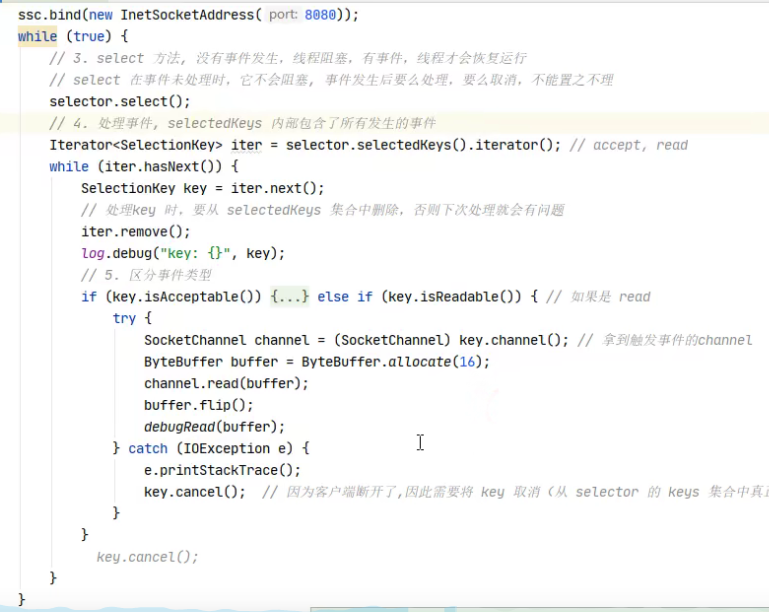 ssc.bind(new InetSocketAddress( port: 8080));
while (true) {
// 3. select 方法, 没有事件发生，线程阻塞，有事件，线程才会恢复运行
// select 在事件未处理时，它不会阻塞, 事件发生后要么处理，要么取消，不能置之不理
selector.select();
// 4. 处理事件, selectedKeys 内部包含了所有发生的事件
Iterator<SelectionKey> iter = selector.selectedKeys().iterator(); // accept, read
while (iter.hasNext()) {
SelectionKey key = iter.next();
// 处理key 时，要从 selectedKeys 集合中删除，否则下次处理就会有问题
iter.remove();
log.debug("key: {}", key);
// 5. 区分事件类型
if (key.isAcceptable()) {...} else if (key.isReadable()) { // 如果是 read
try {
SocketChannel channel = (SocketChannel) key.channel(); // 拿到触发事件的channel
ByteBuffer buffer = ByteBuffer.allocate(16);
channel.read(buffer);
buffer.flip();
debugRead(buffer);
} catch (IOException e) {
e.printStackTrace();
key.cancel(); // 因为客户端断开了,因此需要将 key 取消（从 selector 的 keys 集合中真
}
}
key.cancel();
}
}